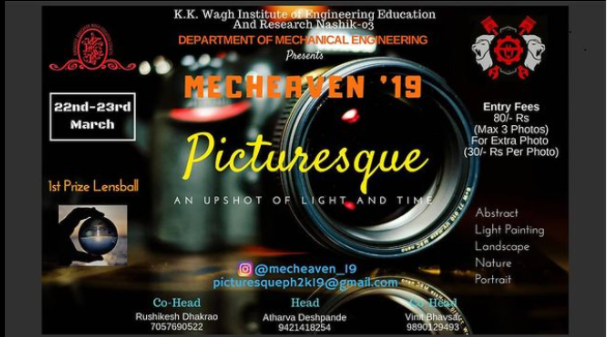 K.K. Wagh Institute of Engineering Education
And Research Nashik-03
DEPARTMENT OF MECHANICAL ENGINEERING
Presents
MECHEAVEN '19
22nd-23rd
March
Entry Fees
80/- Rs
(Max 3 Photos)
For Extra Photo
(30/- Rs Per Photo)
Picturesque
AN UPSHOT OF LIGHT AND TIME
1st Prize Lensball
Abstract
Light Painting
Landscape
Nature
Portrait
@mecheaven_19
picturesqueph2k19@gmail.com
Co-Head
Rushikesh Dhakrao
7057690522
Head
Atharva Deshpande
9421418254
Co-Head
Vinit Bhavsar
9890129493